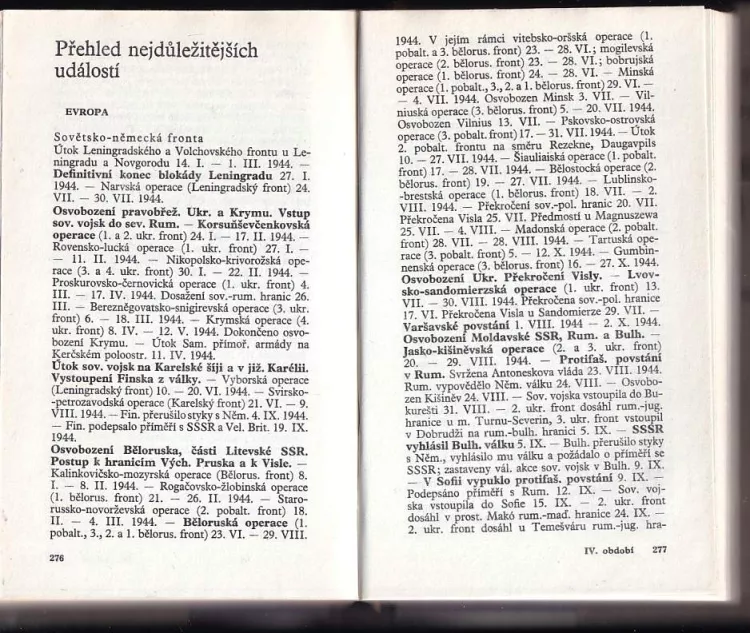 Přehled nejdůležitějších
událostí
EVROPA
Sovětsko-německá fronta
Útok Leningradského a Volchovského frontu u Le-
ningradu a Novgorodu 14. I. — 1. III. 1944. —
Definitivní konec blokády Leningradu 27. I.
1944. — Narvská operace (Leningradský front) 24.
VII. — 30. VII. 1944.
Osvobození pravobřež. Ukr. a Krymu. Vstup
sov. vojsk do sev. Rum. — Korsuňševčenkovská
operace (1. a 2. ukr. front) 24. I. — 17. II. 1944. —
Rovensko-lucká operace (1. ukr. front) 27. I. —
— 11. II. 1944. — Nikopolsko-krivorožská ope-
race (3. a 4. ukr. front) 30. I. — 22. II. 1944. —
Proskurovsko-černovická operace (1. ukr. front) 4.
III. — 17. IV. 1944. Dosažení sov.-rum. hranic 26.
III. — Berezněgovatsko-snigirevská operace (3. ukr.
front) 6. — 18. III. 1944. — Krymská operace (4.
ukr. front) 8. IV. — 12. V. 1944. Dokončeno osvo-
bození Krymu. — Útok Sam. přímoř. armády na
Kerčském poloostr. 11. IV. 1944.
Útok sov. vojsk na Karelské šíji a v již. Karélii.
Vystoupení Finska z války. — Vyborská operace
(Leningradský front) 10. — 20. VI. 1944. — Svirsko-
-petrozavodská operace (Karelský front) 21. VI. — 9.
VIII. 1944. — Fin. přerušilo styky s Něm. 4. IX. 1944.
— Fin. podepsalo příměří s SSSR a Vel. Brit. 19. IX.
1944.
Osvobození Běloruska, části Litevské SSR.
Postup k hranicím Vých. Pruska a k Visle. —
Kalinkovičsko-mozyrská operace (Bělorus. front) 8.
I. — 8. II. 1944. — Rogačovsko-žlobinská operace
(1. bělorus. front) 21. — 26. II. 1944. — Staro-
russko-novorževská operace (2. pobalt. front) 18.
II. — 4. III. 1944. — Běloruská operace (1.
pobalt., 3., 2. a 1. bělorus. front) 23. VI. — 29. VIII.
276
1944. V jejím rámci vitebsko-oršská operace (1.
pobalt. a 3. bělorus. front) 23. — 28. VI.; mogilevská
operace (2. bělorus. front) 23. — 28. VI.; bobrujská
operace (1. bělorus. front) 24. — 28. VI. — Minská
operace (1. pobalt., 3., 2. a 1. bělorus. front) 29. VI. —
— 4. VII. 1944. Osvobozen Minsk 3. VII. — Vil-
niuská operace (3. bělorus. front) 5. — 20. VII. 1944.
Osvobozen Vilnius 13. VII. — Pskovsko-ostrovská
operace (3. pobalt. front) 17. — 31. VII. 1944. — Útok
2. pobalt. frontu na směru Rezekne, Daugavpils
10. — 27. VII. 1944. — Šiauliaiská operace (1. pobalt.
front) 17. — 28. VII. 1944. — Bělostocká operace (2.
bělorus. front) 19. — 27. VII. 1944. — Lublinsko-
-brestská operace (1. bělorus. front) 18. VII. — 2.
VIII. 1944. — Překročení sov.-pol. hranic 20. VII.
Překročena Visla 25. VII. Předmostí u Magnuszewa
25. VII. — 4. VIII. — Madonská operace (2. pobalt.
front) 28. VII. — 28. VIII. 1944. — Tartuská ope-
race (3. pobalt. front) 5. — 12. X. 1944. — Gumbin-
nenská operace (3. bělorus. front) 16. — 27. X. 1944.
Osvobození Ukr. Překročení Visly. — Lvov-
sko-sandomierzská operace (1. ukr. front) 13.
VII. — 30. VIII. 1944. Překročena sov.-pol. hranice
17. VI. Překročena Visla u Sandomierze 29. VII. —
Varšavské povstání 1. VIII. 1944 — 2. X. 1944.
Osvobození Moldavské SSR, Rum. a Bulh. —
Jasko-kišiněvská operace (2. a 3. ukr. front)
20. — 29. VIII. 1944. — Protifaš. povstání
v Rum. Svržena Antoneskova vláda 23. VIII. 1944.
Rum. vypovědělo Něm. válku 24. VIII. — Osvobo-
zen Kišiněv 24. VIII. — Sov. vojska vstoupila do Bu-
kurešti 31. VIII. — 2. ukr. front dosáhl rum.-jug.
hranice u m. Turnu-Severin, 3. ukr. front vstoupil
v Dobrudži na rum.-bulh. hranici 5. IX. — SSSR
vyhlásil Bulh. válku 5. IX. — Bulh. přerušilo styky
s Něm., vyhlásilo mu válku a požádalo o příměří se
SSSR; zastaveny vál. akce sov. vojsk v Bulh. 9. IX.
— V Sofii vypuklo protifaš. povstání 9. IX. —
Podepsáno příměří s Rum. 12. IX. — Sov. voj-
ska vstoupila do Sofie 15. IX. — 2. ukr. front
dosáhl v prost. Makó rum.-maď. hranice 24. IX. —
2. ukr. front dosáhl u Temešváru rum.-jug. hra-
IV. období 277